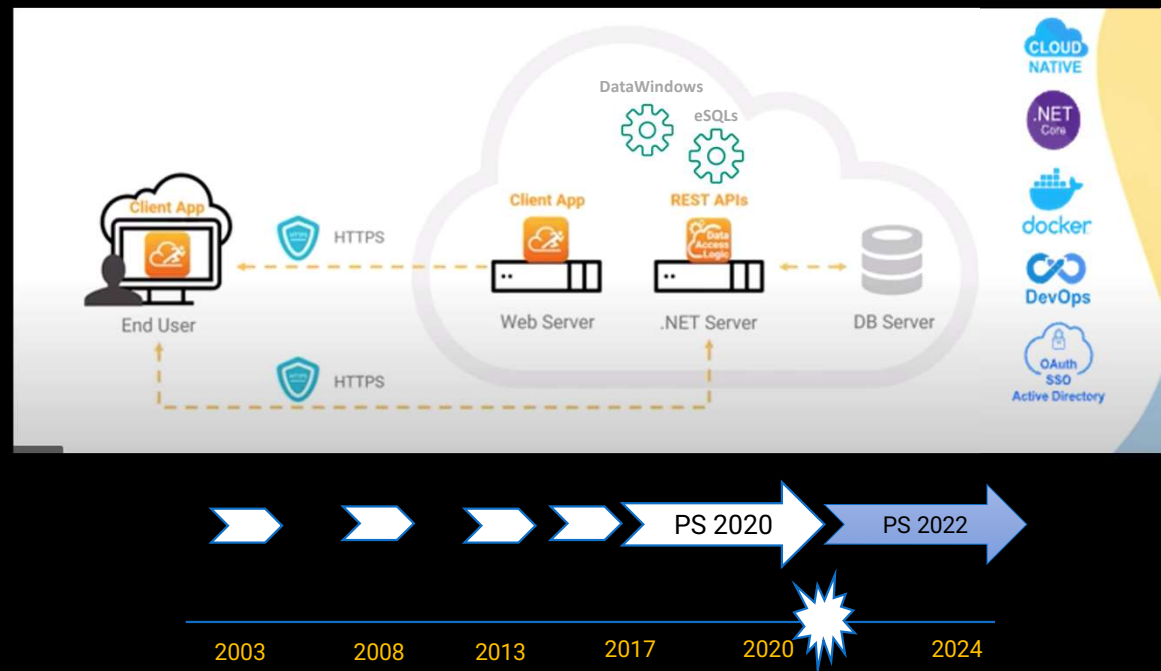 CLOUD
NATIVE
DataWindows
eSQLs
.NET
Core
Client App
Client App
REST APIs
docker
HTTPS
Data
Access
Logic
DevOps
End User
Web Server
.NET Server
DB Server
HTTPS
OAuth
SSO
Active Directory
PS 2020
PS 2022
2003
2008
2013
2017
2020
2024